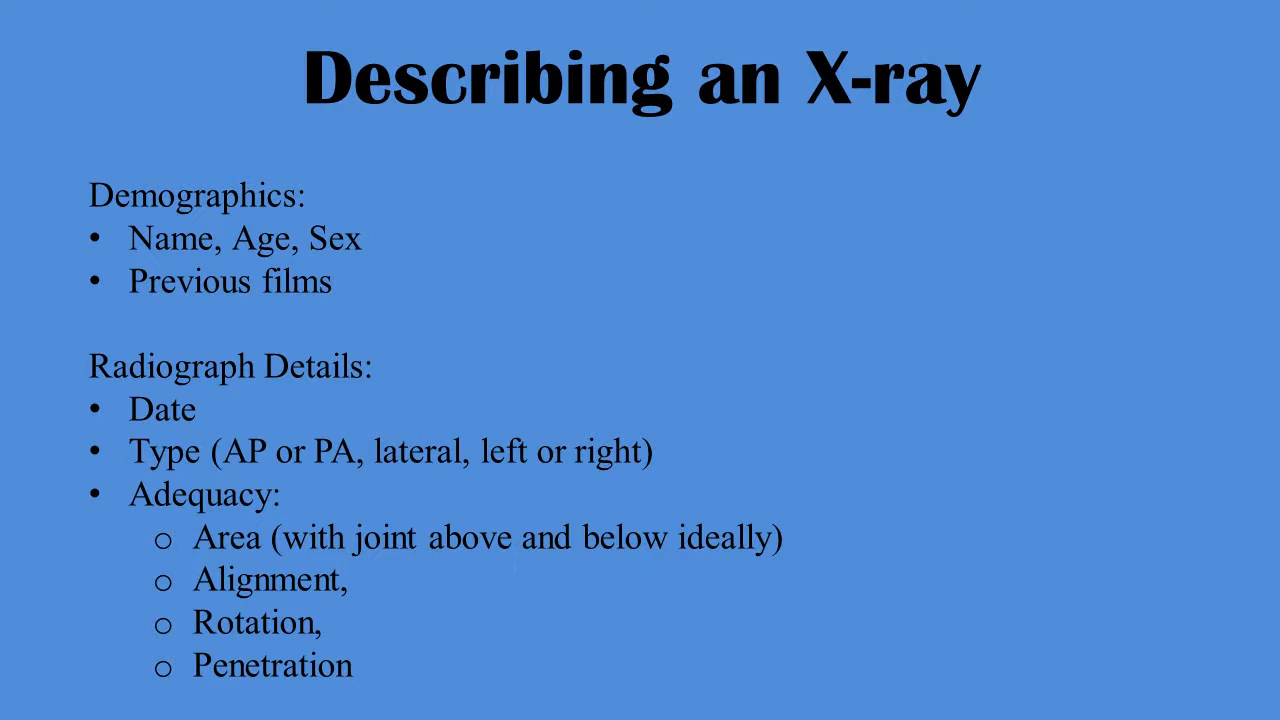 Describing an X-ray
Demographics:
• Name, Age, Sex
• Previous films
Radiograph Details:
• Date
• Type (AP or PA, lateral, left or right)
• Adequacy:
o Area (with joint above and below ideally)
o Alignment,
o Rotation,
o Penetration